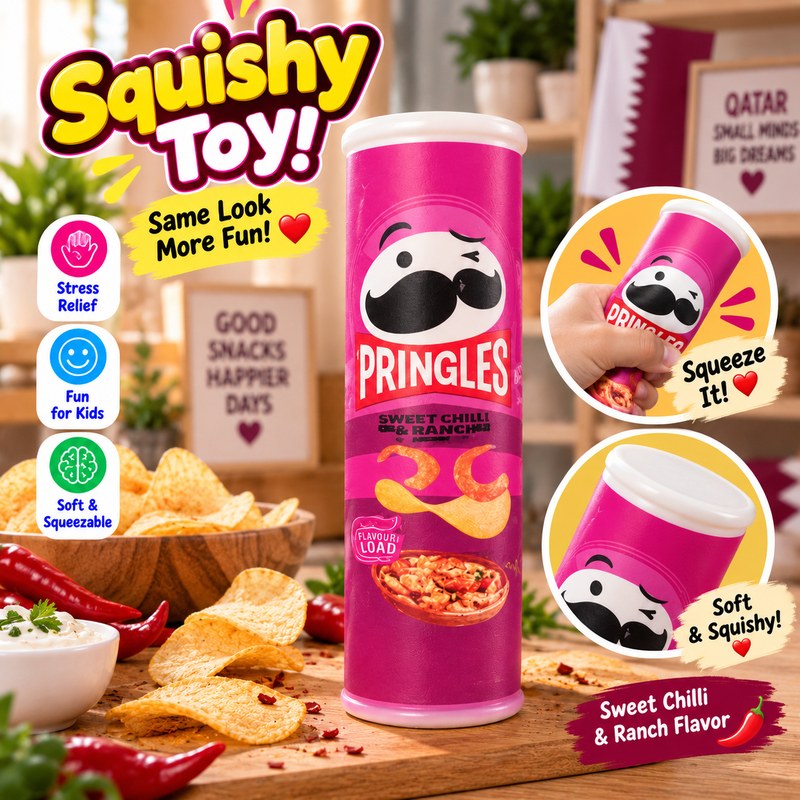 Squishy
Toy!
Same Look
More Fun!
Stress
Relief
Fun
for Kids
Soft &
Squeezable
GOOD
SNACKS
HAPPIER
DAYS
QATAR
SMALL MINDS
BIG DREAMS
PRINGLES
SWEET CHILLI
& RANCH
FLAVOUR
LOAD
PRINGLES
Squeeze
It!
Soft
& Squishy!
Sweet Chilli
& Ranch Flavor